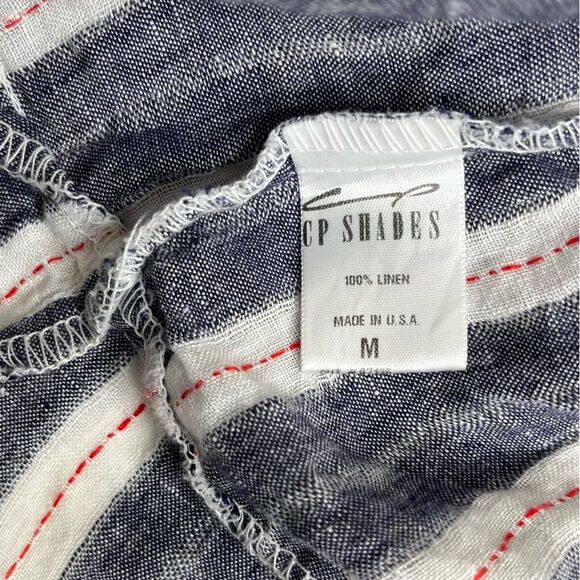 CP SHADES
100% LINEN
MADE IN U.S.A.
M